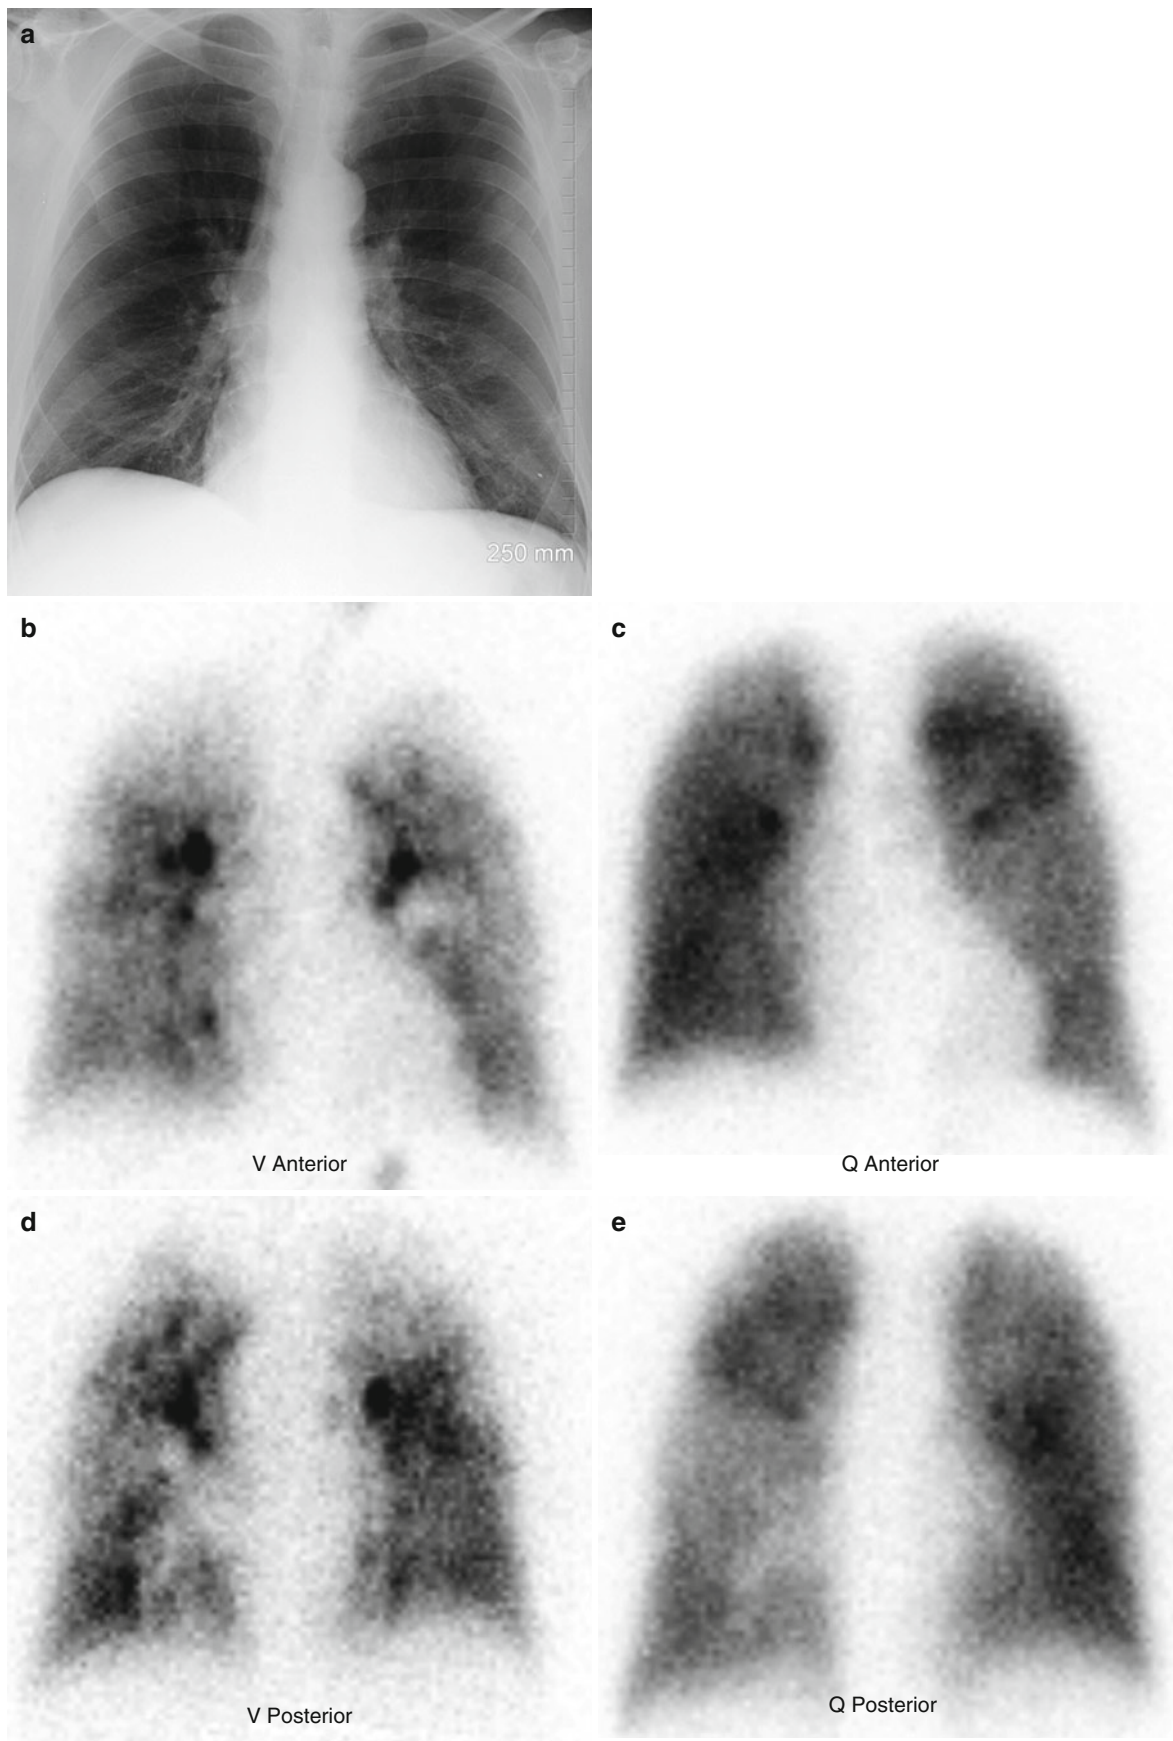 a
250 mm
b
c
V Anterior
Q Anterior
d
e
V Posterior
Q Posterior